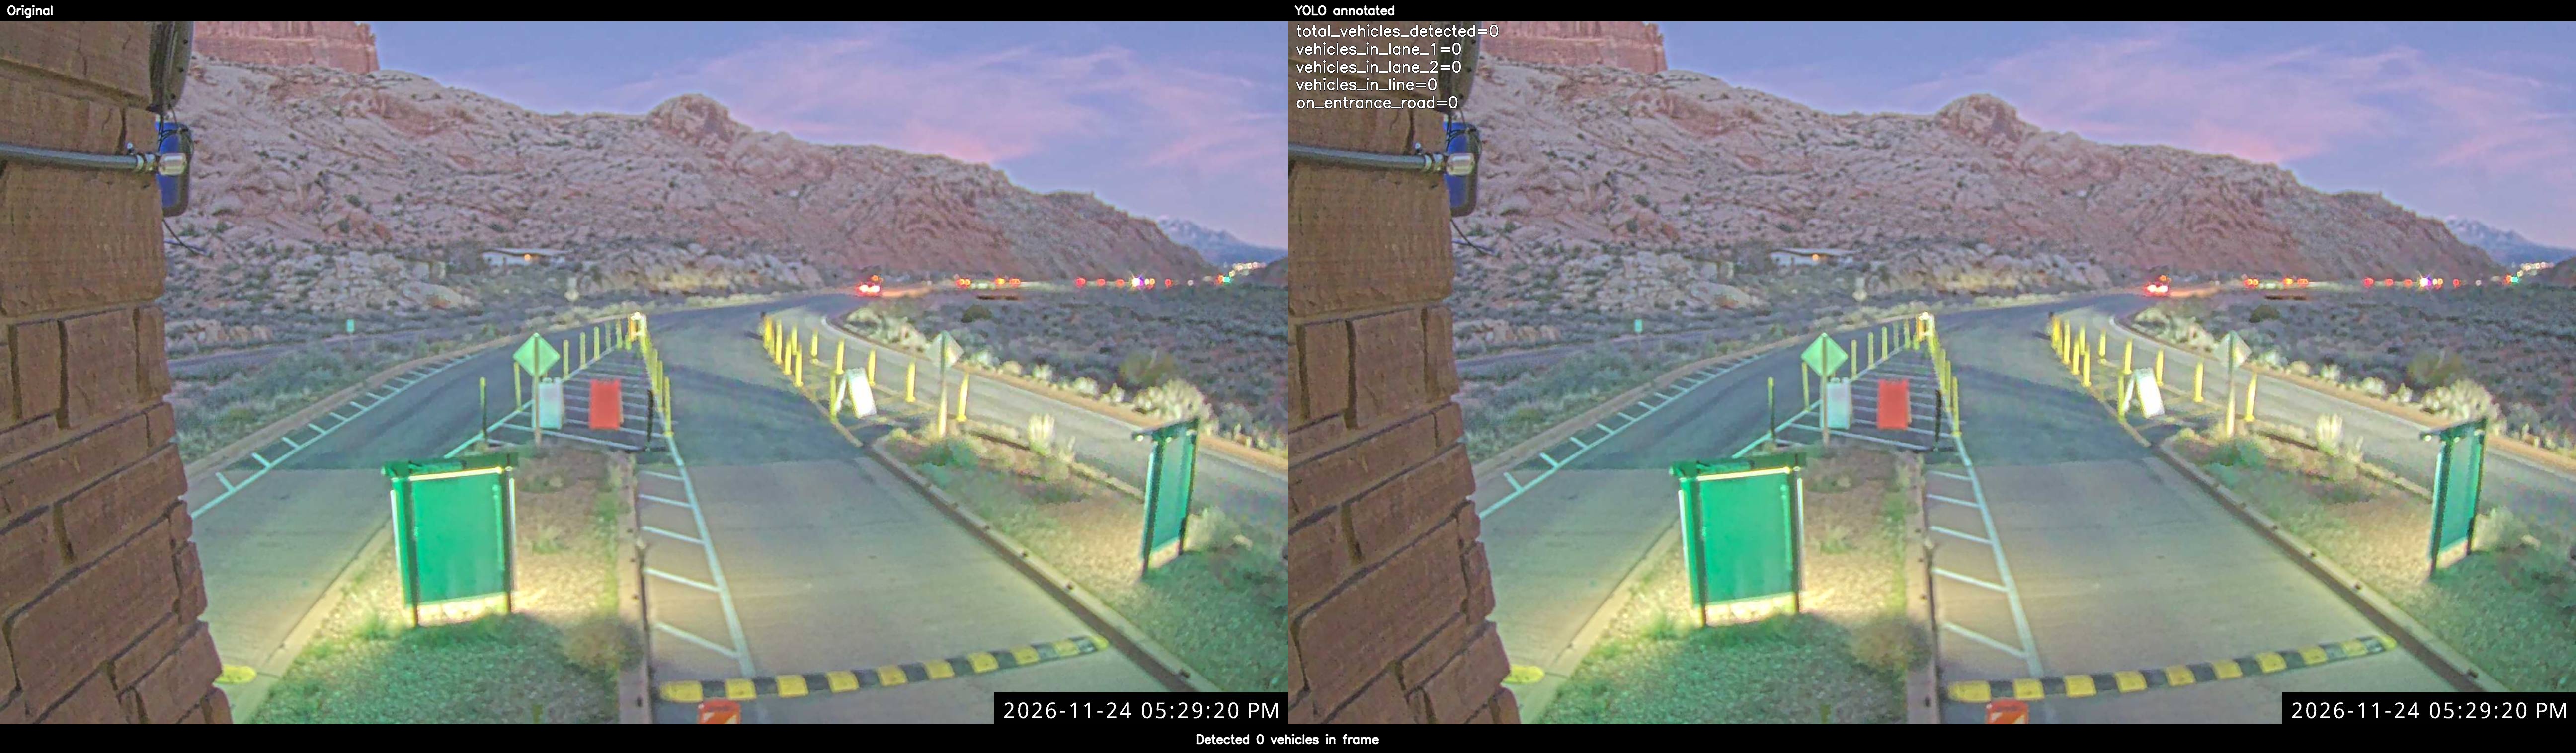 Original
YOLO annotated
total_vehicles_detected=0
vehicles_in_lane_1=0
vehicles_in_lane_2=0
vehicles_in_line=0
on_entrance_road=0
2026-11-24 05:29:20 PM
2026-11-24 05:29:20 PM
Detected 0 vehicles in frame